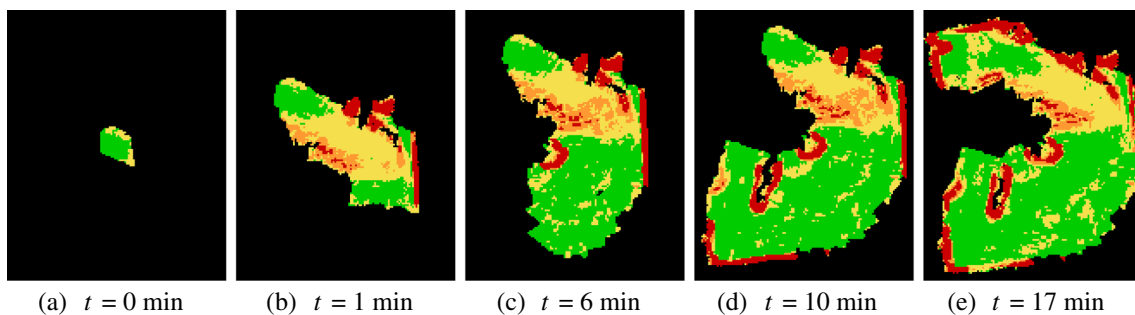 (a) t = 0 min
(b) t = 1 min
(c) t = 6 min
(d) t = 10 min
(e) t = 17 min